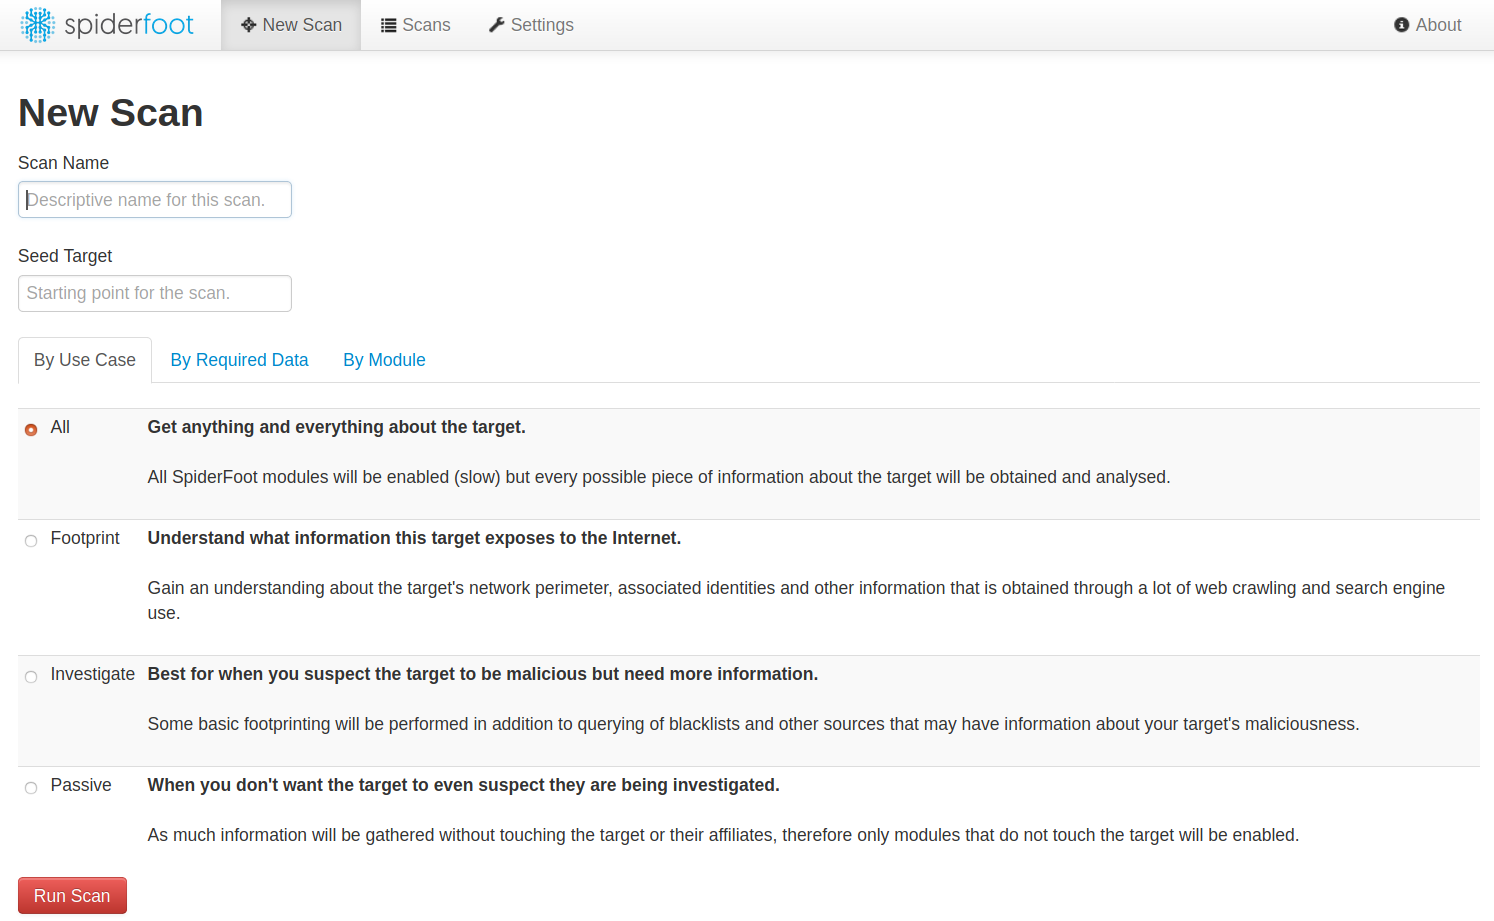 spiderfoot New Scan Scans Settings About
New Scan
Scan Name
Descriptive name for this scan.
Seed Target
Starting point for the scan.
By Use Case By Required Data By Module
All Get anything and everything about the target.
All SpiderFoot modules will be enabled (slow) but every possible piece of information about the target will be obtained and analysed.
Footprint Understand what information this target exposes to the Internet.
Gain an understanding about the target's network perimeter, associated identities and other information that is obtained through a lot of web crawling and search engine
use.
Investigate Best for when you suspect the target to be malicious but need more information.
Some basic footprinting will be performed in addition to querying of blacklists and other sources that may have information about your target's maliciousness.
Passive When you don't want the target to even suspect they are being investigated.
As much information will be gathered without touching the target or their affiliates, therefore only modules that do not touch the target will be enabled.
Run Scan